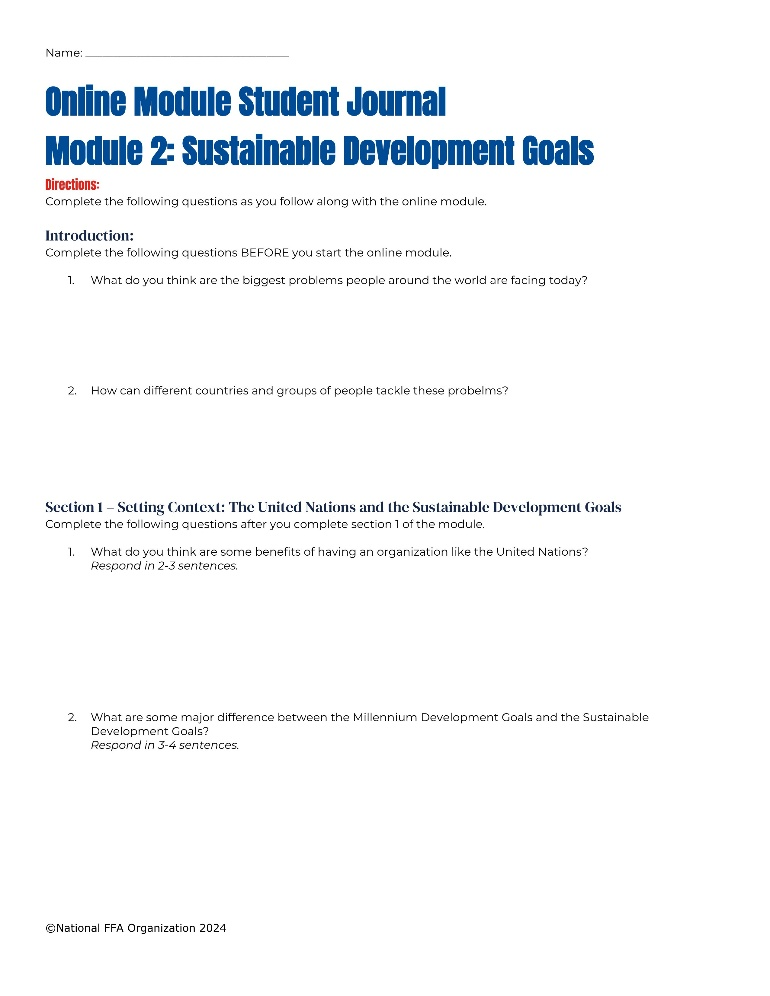 Name: ___________________________________
Online Module Student Journal
Module 2: Sustainable Development Goals
Directions:
Complete the following questions as you follow along with the online module.
Introduction:
Complete the following questions BEFORE you start the online module.
1. What do you think are the biggest problems people around the world are facing today?
2. How can different countries and groups of people tackle these probelms?
Section 1 – Setting Context: The United Nations and the Sustainable Development Goals
Complete the following questions after you complete section 1 of the module.
1. What do you think are some benefits of having an organization like the United Nations?
Respond in 2-3 sentences.
2. What are some major difference between the Millennium Development Goals and the Sustainable
Development Goals?
Respond in 3-4 sentences.
©National FFA Organization 2024